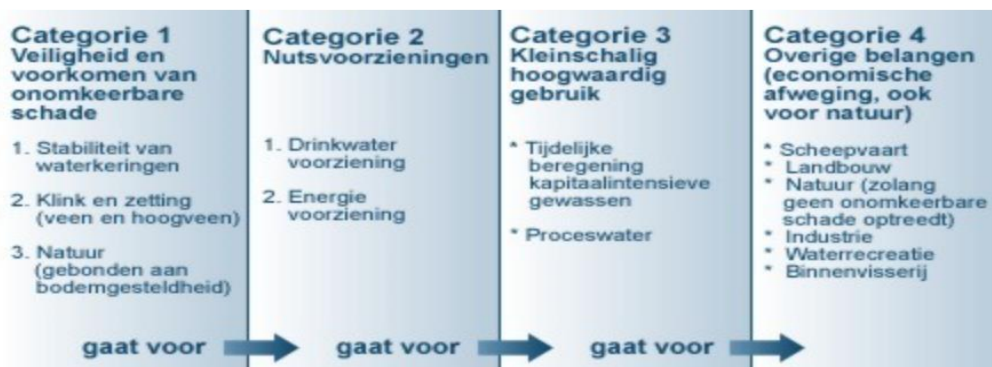 Categorie 1
Veiligheid en
voorkomen van
onomkeerbare
schade
1. Stabiliteit van
waterkeringen
2. Klink en zetting
(veen en hoogveen)
3. Natuur
(gebonden aan
bodemgesteldheid)
gaat voor
Categorie 2
Nutsvoorzieningen
1. Drinkwater
voorziening
2. Energie
voorziening
gaat voor
Categorie 3
Kleinschalig
hoogwaardig
gebruik
* Tijdelijke
beregening
kapitaalintensieve
gewassen
* Proceswater
gaat voor
Categorie 4
Overige belangen
(economische
afweging, ook
voor natuur)
* Scheepvaart
* Landbouw
* Natuur (zolang
geen onomkeerbare
schade optreedt)
* Industrie
* Waterrecreatie
* Binnenvisserij